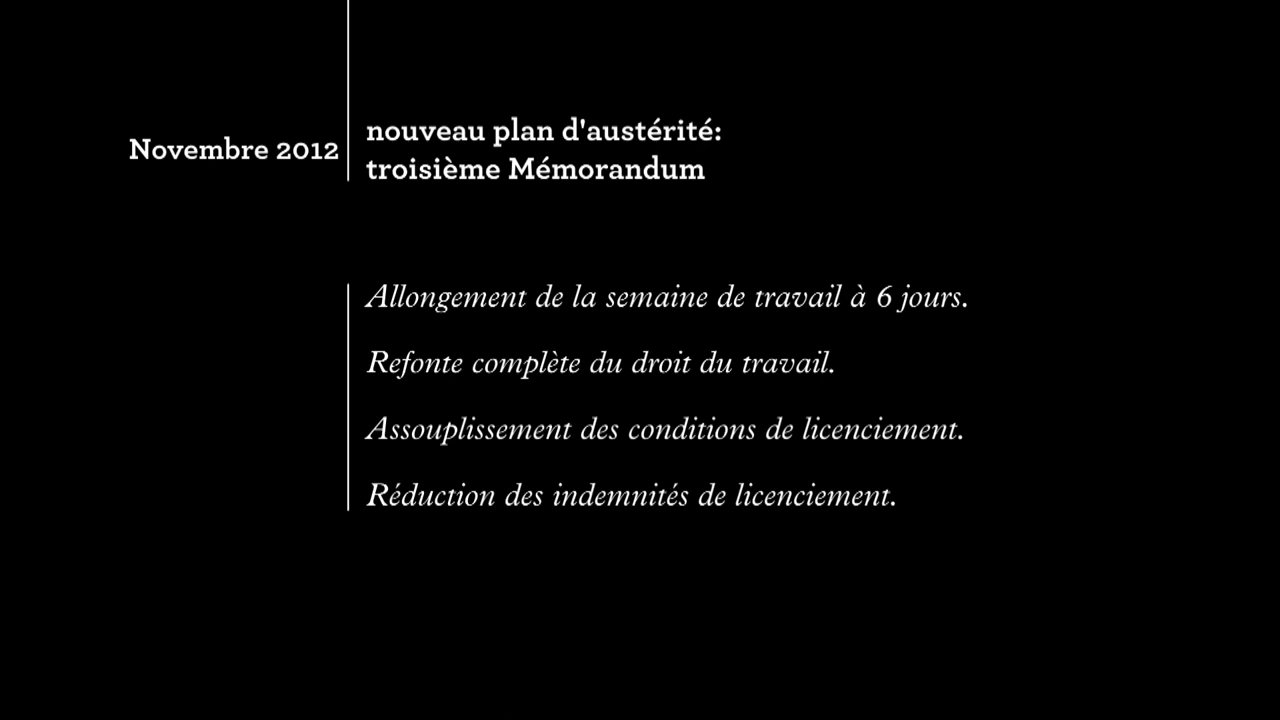 Novembre 2012
nouveau plan d'austérité:
troisième Mémorandum
Allongement de la semaine de travail à 6 jours.
Refonte complète du droit du travail.
Assouplissement des conditions de licenciement.
Réduction des indemnités de licenciement.